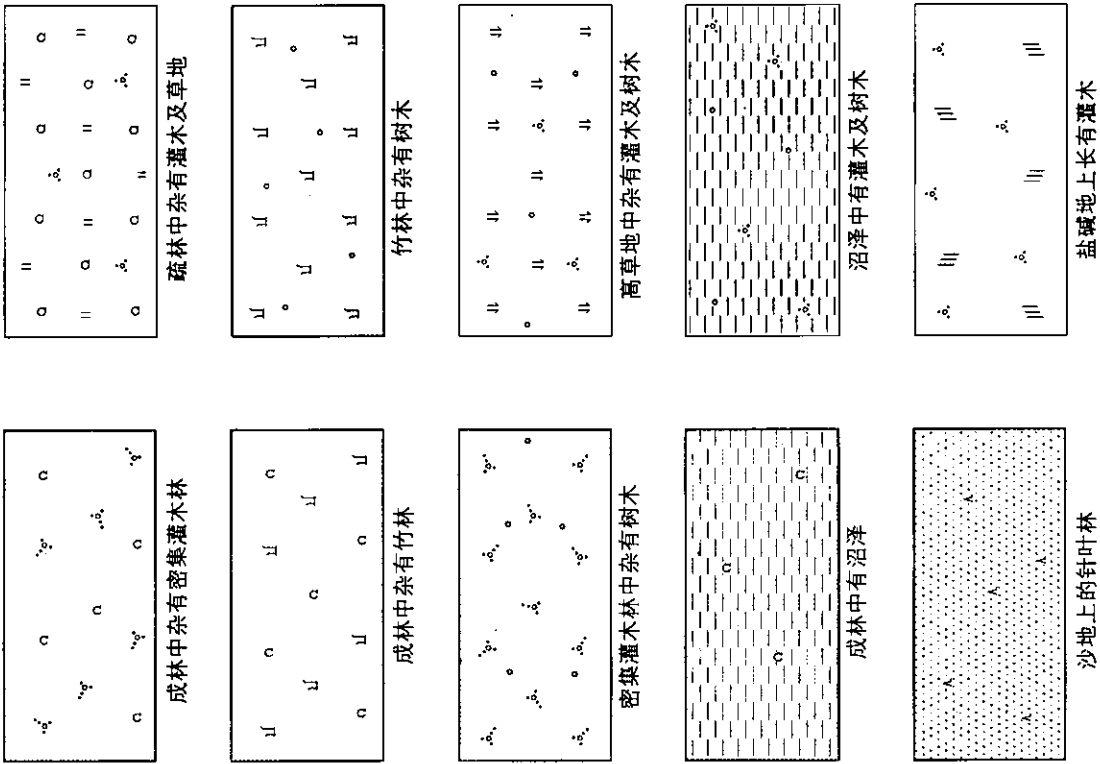 成林中杂有密集灌木林
疏林中杂有灌木及草地
成林中杂有竹林
竹林中杂有树木
密集灌木林中杂有树木
高草地中杂有灌木及树木
成林中有沼泽
沼泽中有灌木及树木
沙地上的针叶林
盐碱地上长有灌木